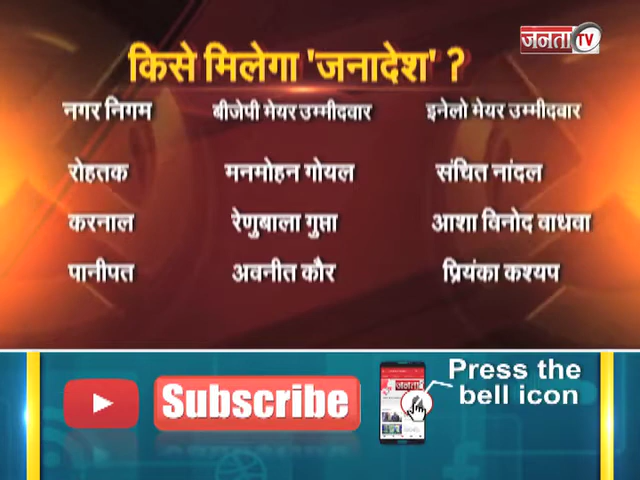 जनता TV
किसे मिलेगा 'जनादेश' ?
नगर निगम बीजेपी मेयर उम्मीदवार इनेलो मेयर उम्मीदवार
रोहतक मनमोहन गोयल संचित नांदल
करनाल रेणुबाला गुप्ता आशा विनोद वाधवा
पानीपत अवनीत कौर प्रियंका कश्यप
Subscribe
Press the
bell icon